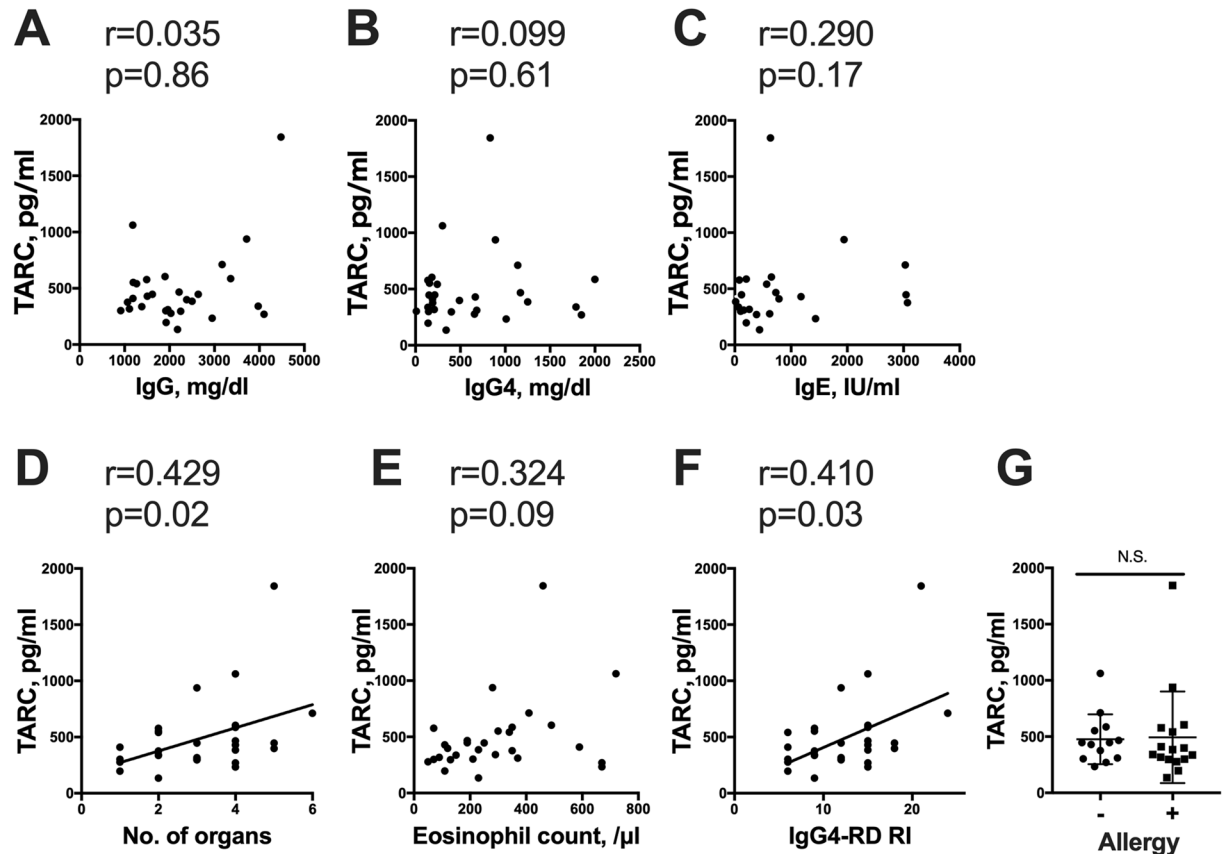 A
r=0.035
p=0.86
TARC, pg/ml
2000
1500
1000
500
0
0 1000 2000 3000 4000 5000
IgG, mg/dl
B
r=0.099
p=0.61
TARC, pg/ml
2000
1500
1000
500
0
0 500 1000 1500 2000 2500
IgG4, mg/dl
C
r=0.290
p=0.17
TARC, pg/ml
2000
1500
1000
500
0
0 1000 2000 3000 4000
IgE, IU/ml
D
r=0.429
p=0.02
TARC, pg/ml
2000
1500
1000
500
0
0 2 4 6
No. of organs
E
r=0.324
p=0.09
TARC, pg/ml
2000
1500
1000
500
0
0 200 400 600 800
Eosinophil count, /µl
F
r=0.410
p=0.03
TARC, pg/ml
2000
1500
1000
500
0
0 10 20
IgG4-RD RI
G
N.S.
TARC, pg/ml
2000
1500
1000
500
0
- +
Allergy